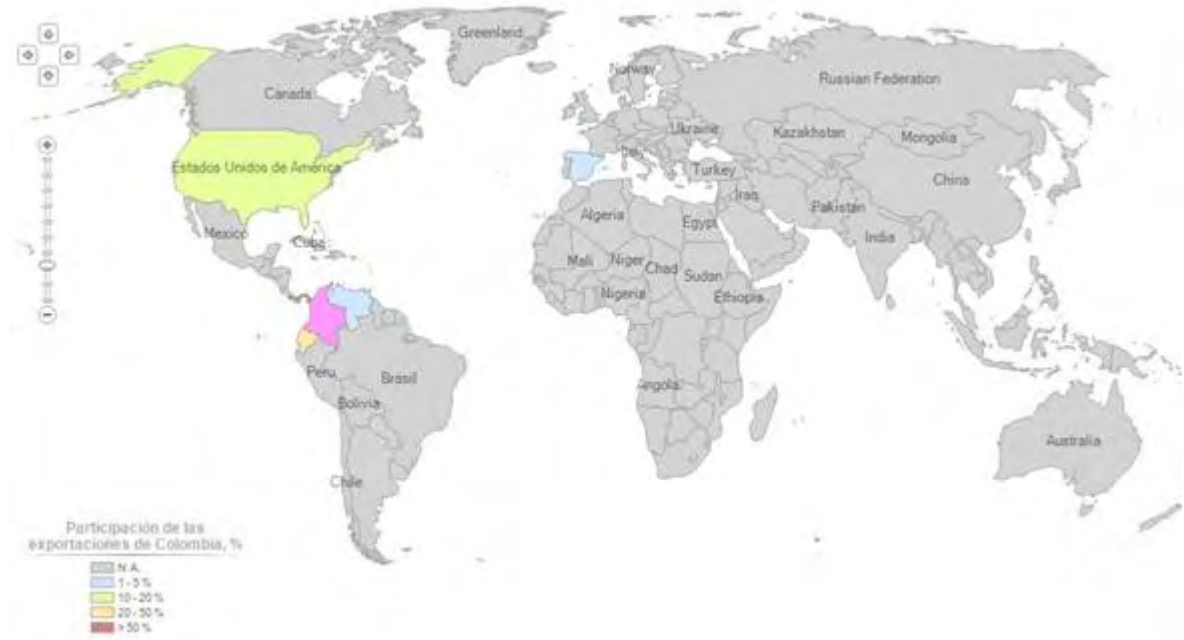 Greenland
Norway
Russian Federation
Canada
Ukraine
Kazakhstan
Mongolia
Estados Unidos de América
Turkey
China
Iraq
Pakistan
Algeria
Egypt
India
Mexico
Cuba
Mali
Niger
Chad
Sudan
Nigeria
Ethiopia
Peru
Brasil
Angola
Bolivia
Australia
Chile
Participación de las
exportaciones de Colombia, %
N.A.
1 - 5 %
10 - 20 %
20 - 50 %
> 50 %